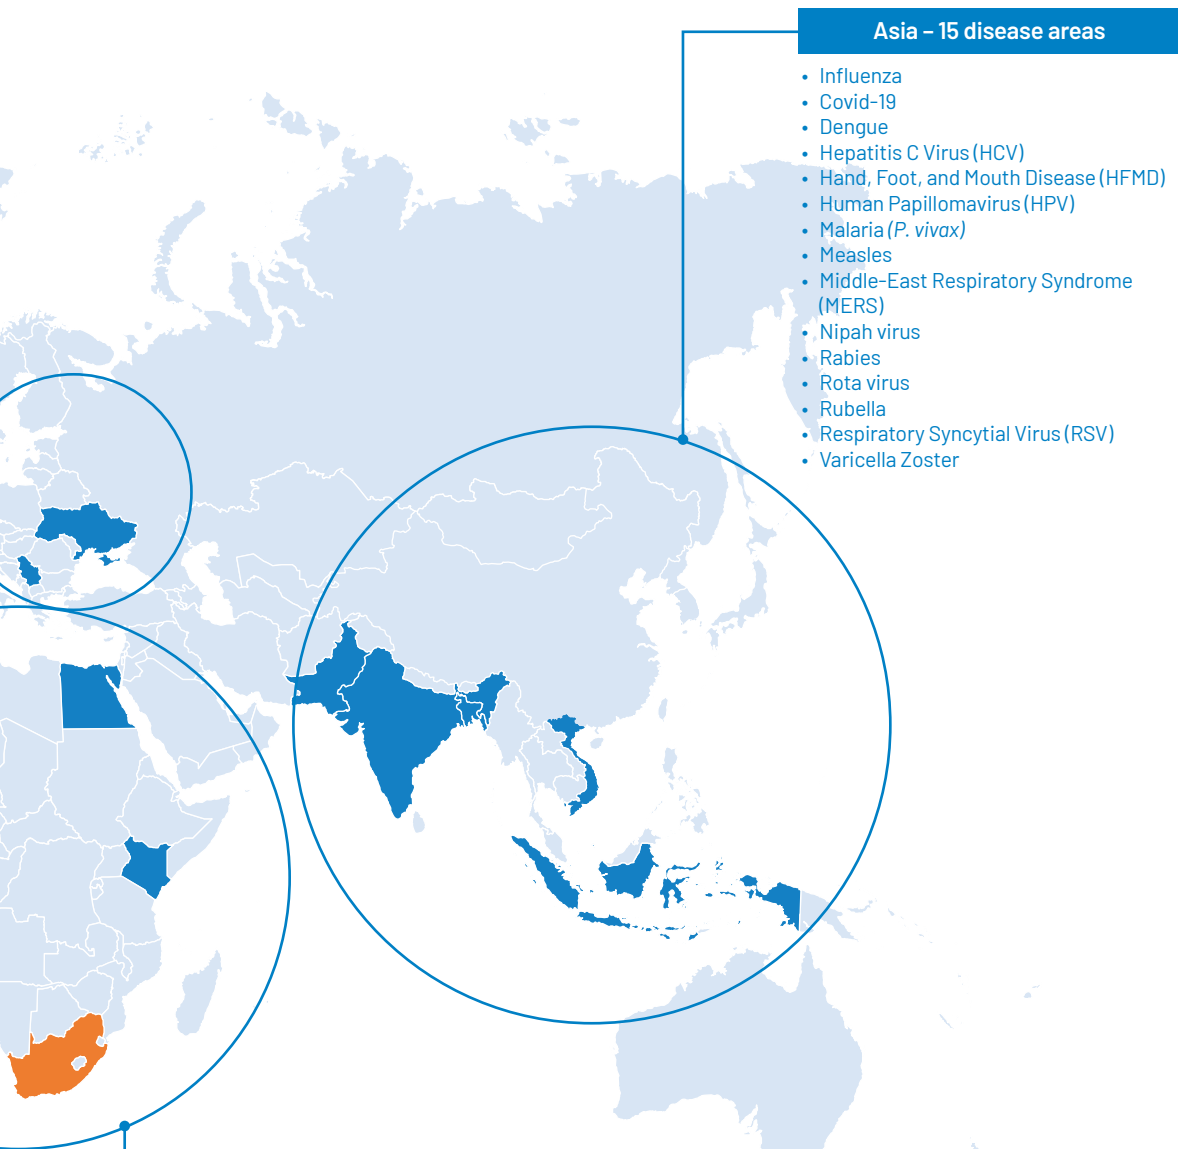 Asia – 15 disease areas
• Influenza
• Covid-19
• Dengue
• Hepatitis C Virus (HCV)
• Hand, Foot, and Mouth Disease (HFMD)
• Human Papillomavirus (HPV)
• Malaria (P. vivax)
• Measles
• Middle-East Respiratory Syndrome
(MERS)
• Nipah virus
• Rabies
• Rota virus
• Rubella
• Respiratory Syncytial Virus (RSV)
• Varicella Zoster